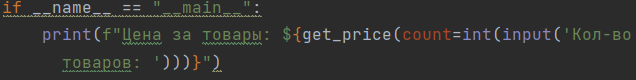 if __name__ == "__main__":
print(f"Цена за товары: ${get_price(count=int(input('Кол-во
товаров: ')))}")